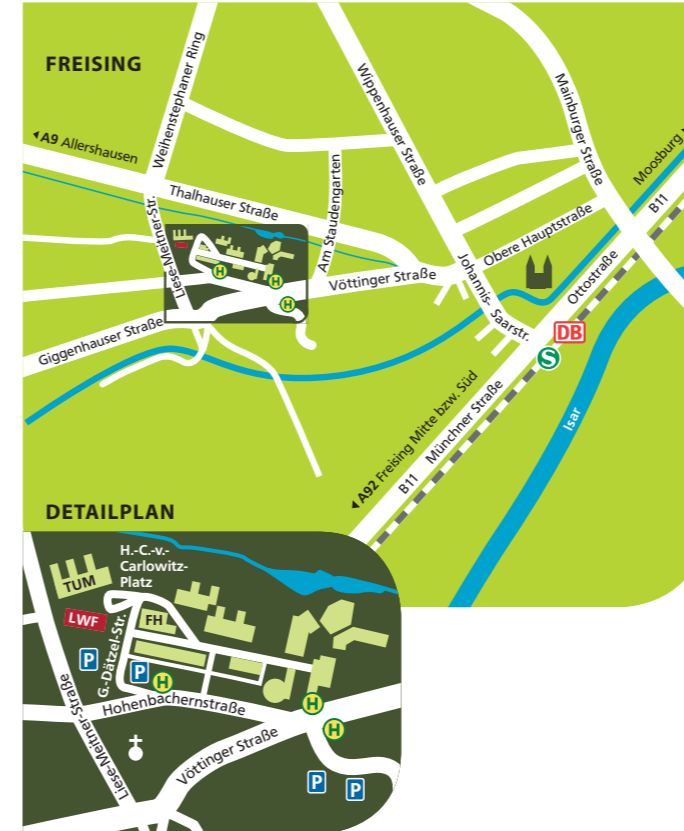 FREISING
Weihenstephaner Ring
Wippenhauser Straße
Mainburger Straße
A9 Allershausen
Moosburg
B11
Thalhauser Straße
Am Staudengarten
Liese-Meitner-Str.
H
H
H
Vöttinger Straße
Obere Hauptstraße
Johannis-
Saarstr.
Ottostraße
DB
S
Giggenhauser Straße
A92 Freising Mitte bzw. Süd
B11
Münchner Straße
Isar
DETAILPLAN
H.-C.-v.-
Carlowitz-
Platz
TUM
LWF
FH
G.-Dätzel-Str.
P
P
H
Hohenbachernstraße
H
H
Liese-Meitner-Straße
Vöttinger Straße
P
P